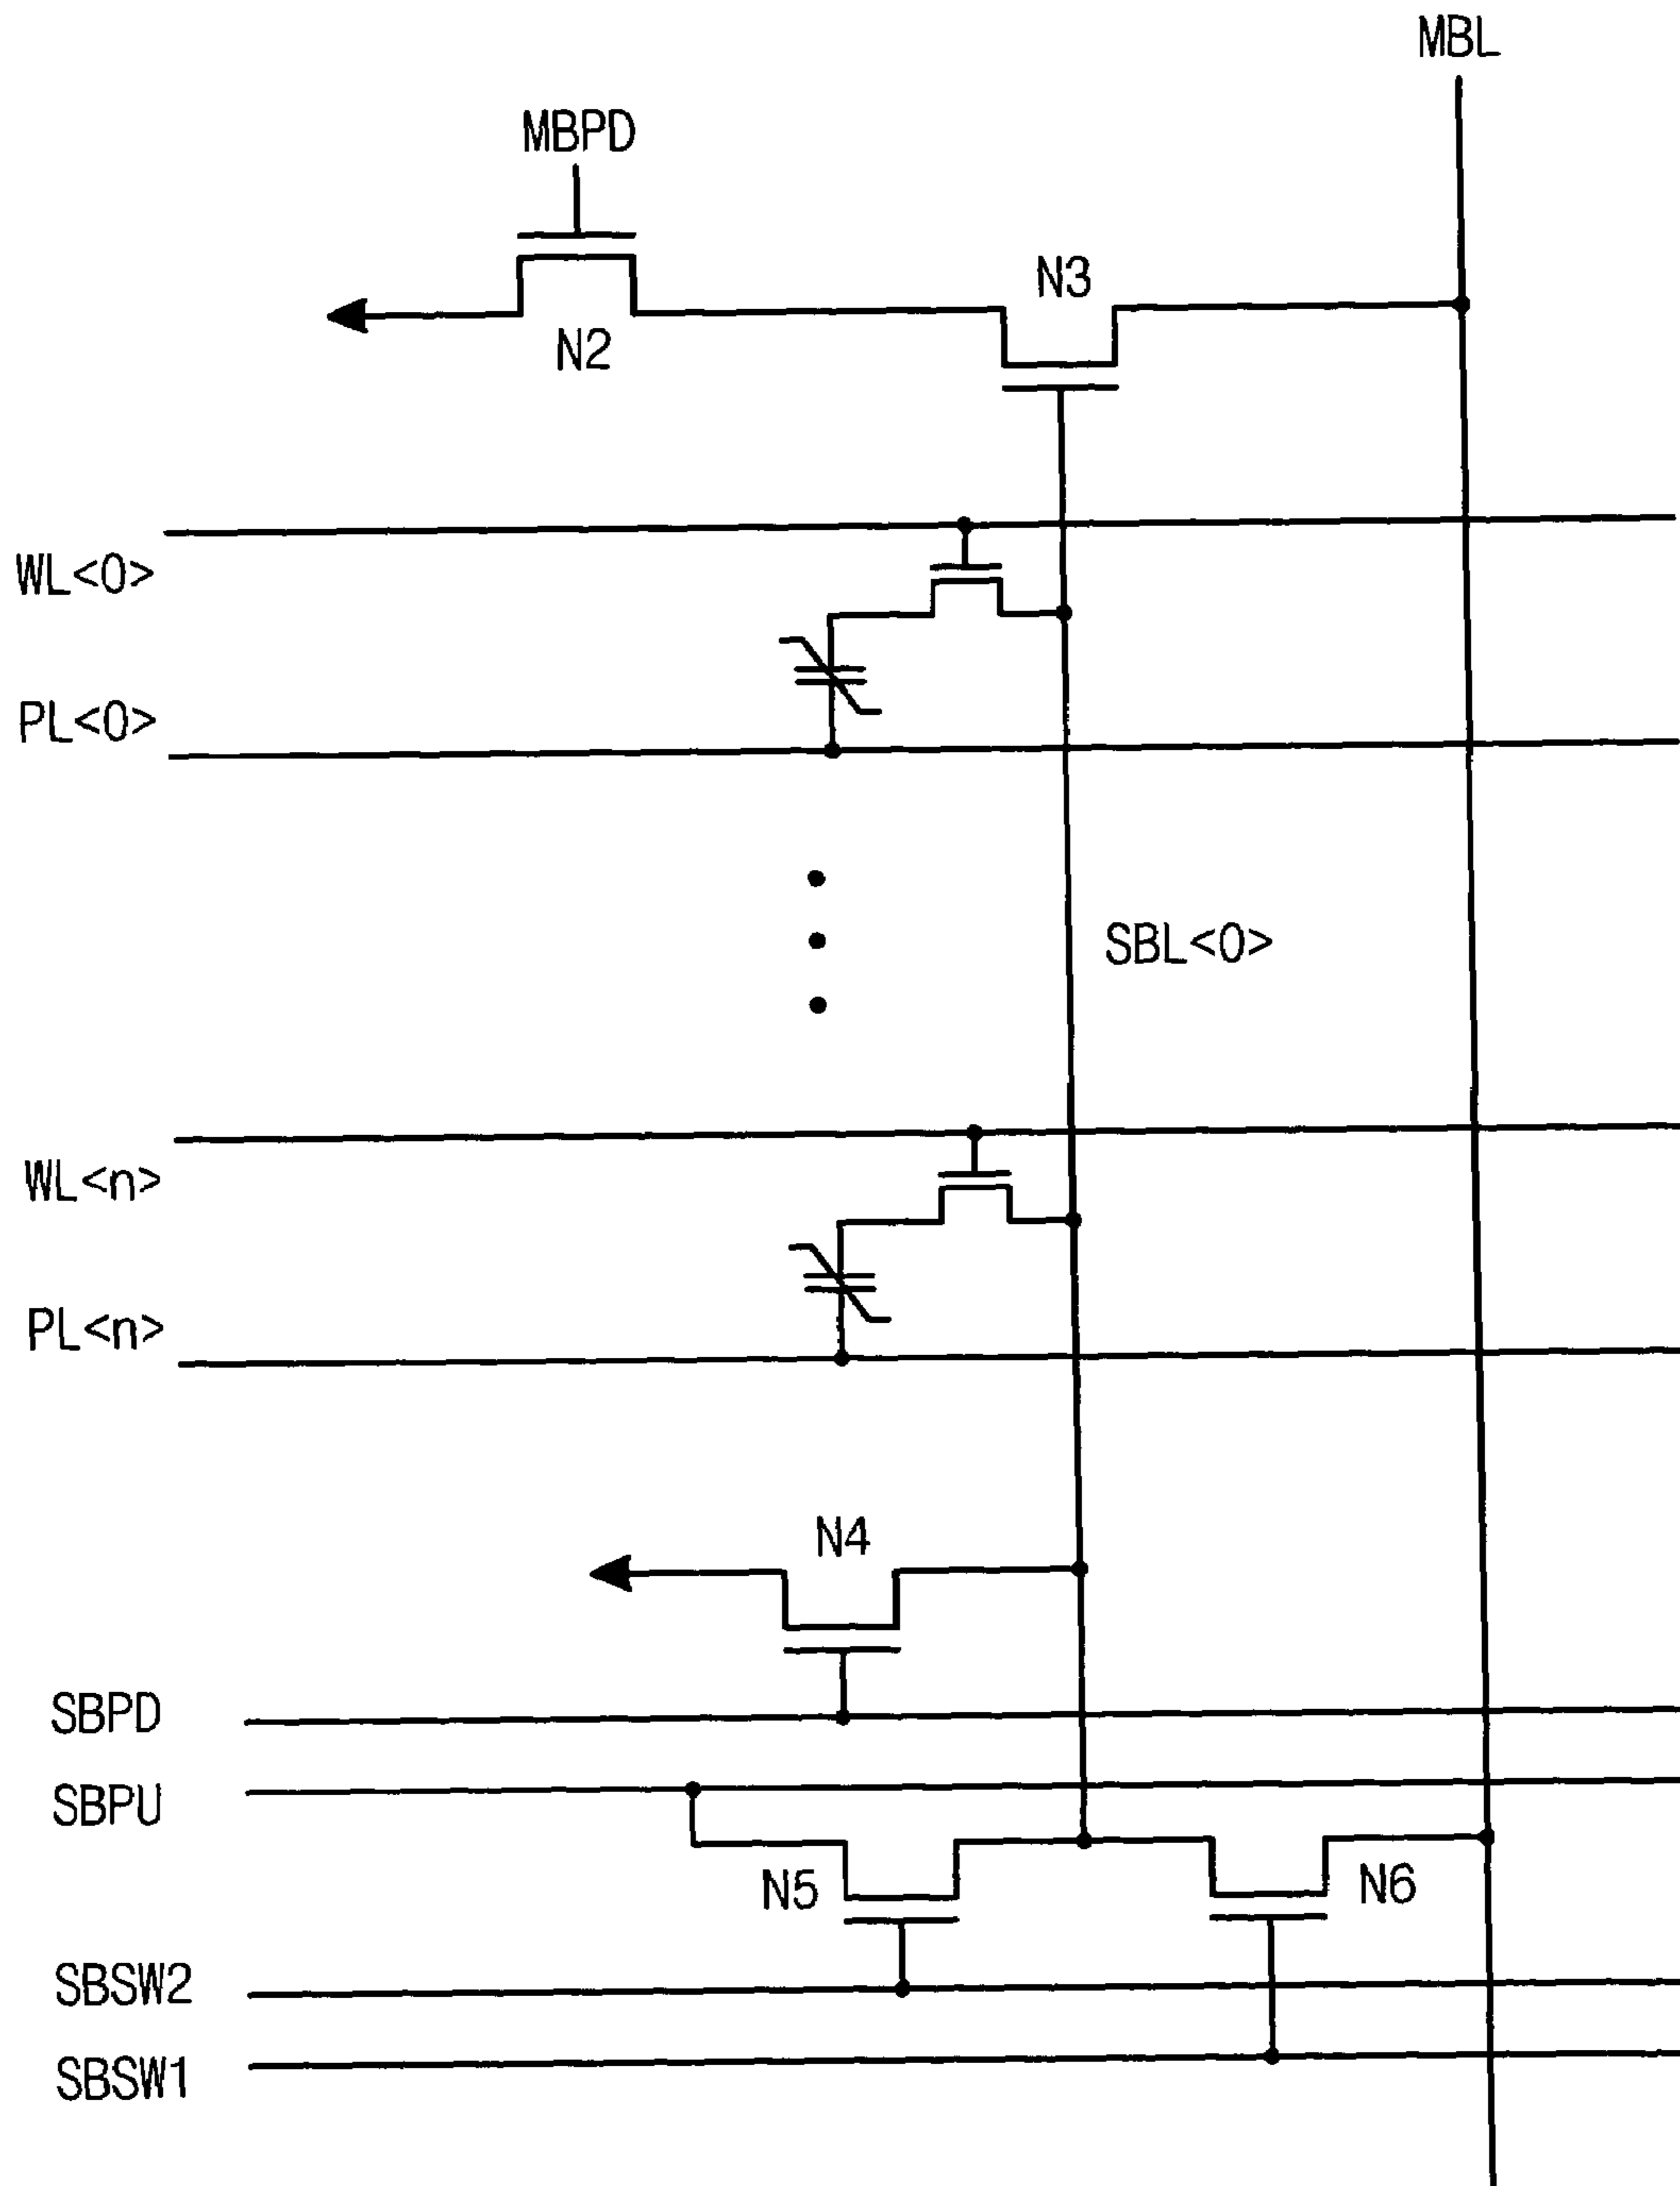 MBL
MBPD
N3
N2
WL<0>
PL<0>
SBL<0>
WL<n>
PL<n>
N4
SBPD
SBPU
N5
N6
SBSW2
SBSW1